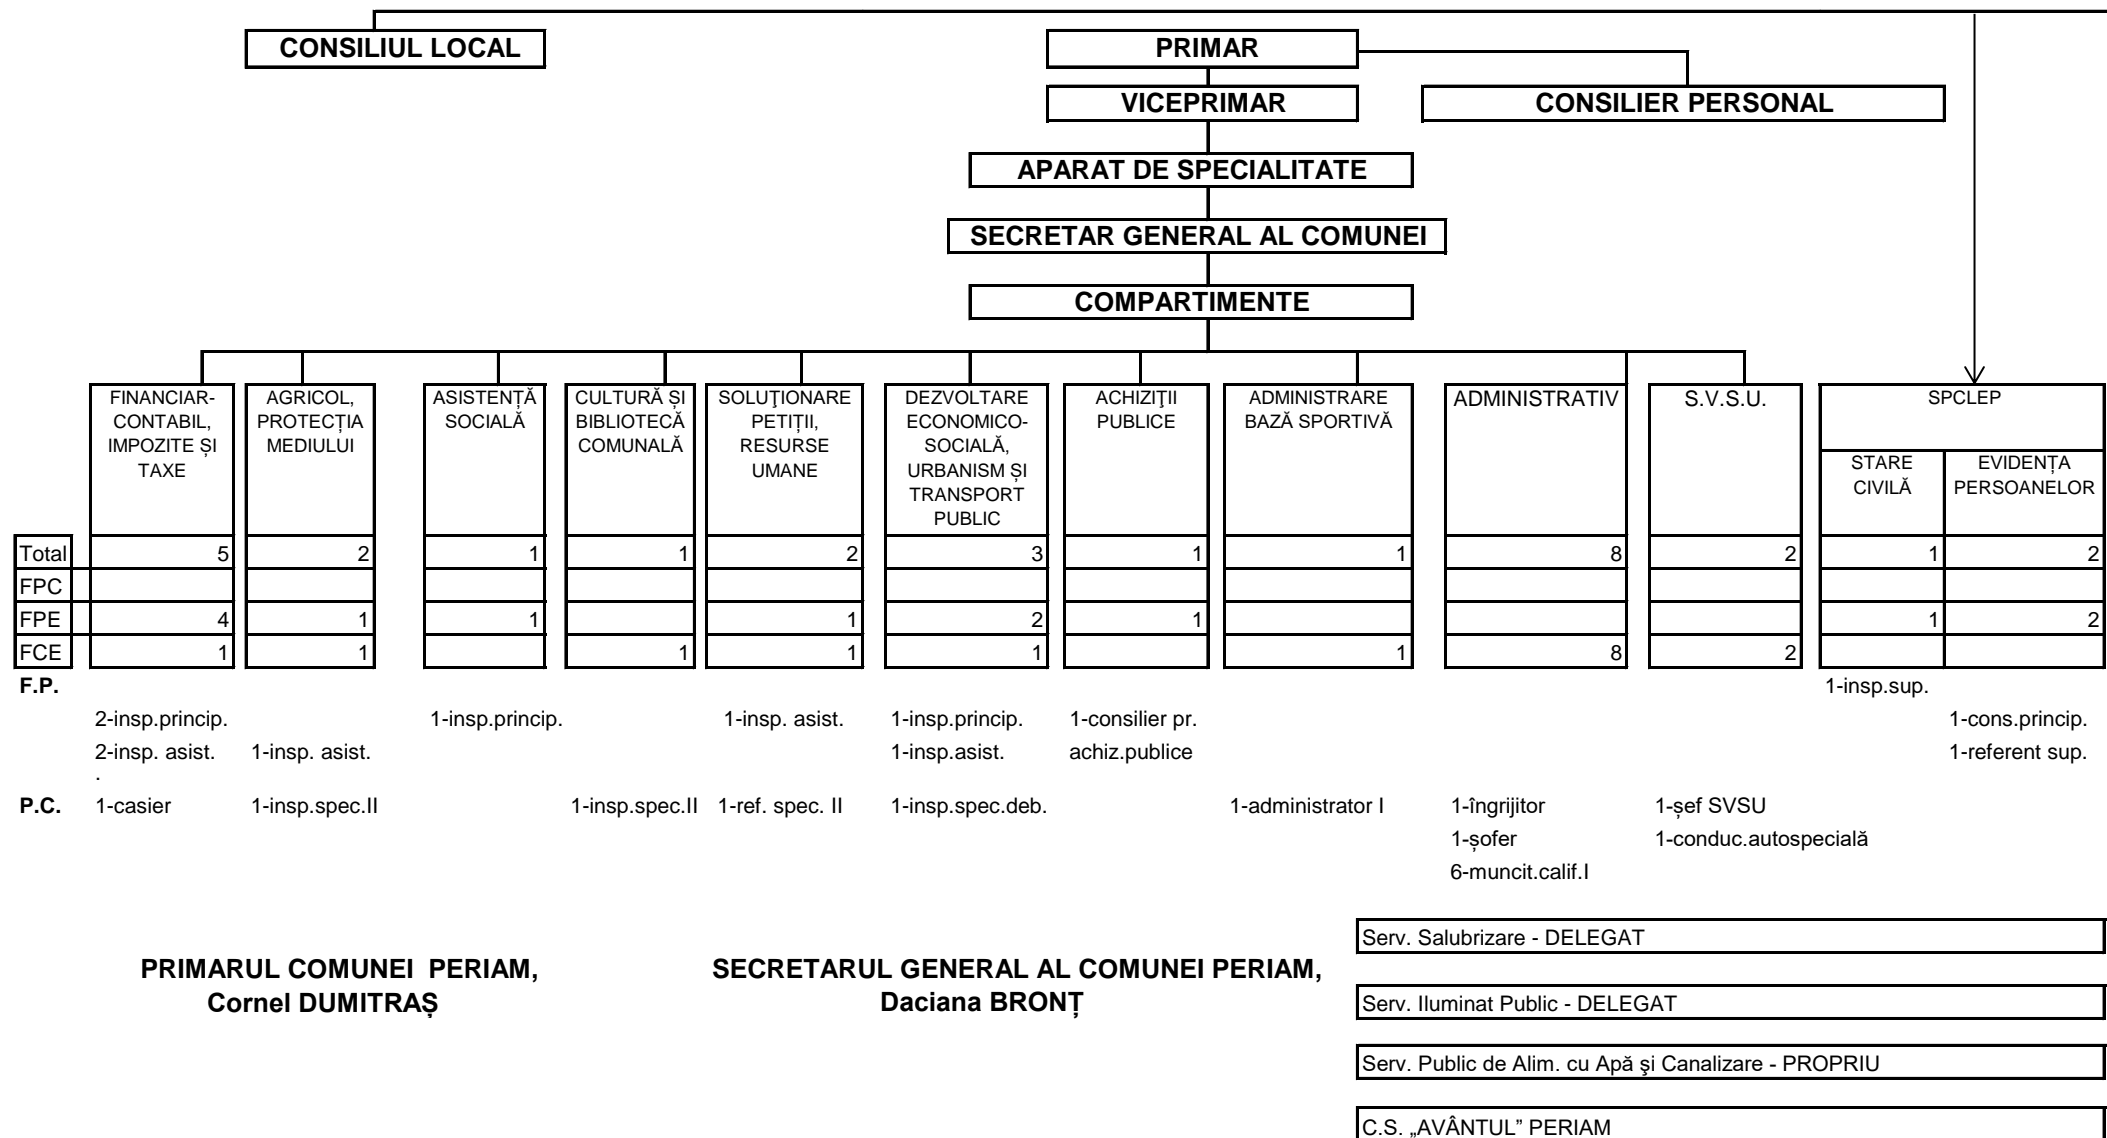 CONSILIUL LOCAL
PRIMAR
VICEPRIMAR
CONSILIER PERSONAL
APARAT DE SPECIALITATE
SECRETAR GENERAL AL COMUNEI
COMPARTIMENTE
FINANCIAR-
CONTABIL,
IMPOZITE ȘI
TAXE
AGRICOL,
PROTECȚIA
MEDIULUI
ASISTENȚĂ
SOCIALĂ
CULTURĂ ȘI
BIBLIOTECĂ
COMUNALĂ
SOLUŢIONARE
PETIȚII,
RESURSE
UMANE
DEZVOLTARE
ECONOMICO-
SOCIALĂ,
URBANISM ȘI
TRANSPORT
PUBLIC
ACHIZIŢII
PUBLICE
ADMINISTRARE
BAZĂ SPORTIVĂ
ADMINISTRATIV
S.V.S.U.
SPCLEP
STARE
CIVILĂ
EVIDENȚA
PERSOANELOR
Total 5 2 1 1 2 3 1 1 8 2 1 2
FPC
FPE 4 1 1 1 2 1 1 2
FCE 1 1 1 1 1 1 8 2
F.P. 1-insp.sup.
2-insp.princip. 1-insp.princip. 1-insp. asist. 1-insp.princip. 1-consilier pr. 1-cons.princip.
2-insp. asist. 1-insp. asist. 1-insp.asist. achiz.publice 1-referent sup.
.
P.C. 1-casier 1-insp.spec.II 1-insp.spec.II 1-ref. spec. II 1-insp.spec.deb. 1-administrator I 1-îngrijitor 1-șef SVSU
1-șofer 1-conduc.autospecială
6-muncit.calif.I
Serv. Salubrizare - DELEGAT
PRIMARUL COMUNEI PERIAM,
Cornel DUMITRAȘ
SECRETARUL GENERAL AL COMUNEI PERIAM,
Daciana BRONȚ
Serv. Iluminat Public - DELEGAT
Serv. Public de Alim. cu Apă şi Canalizare - PROPRIU
C.S. „AVÂNTUL” PERIAM